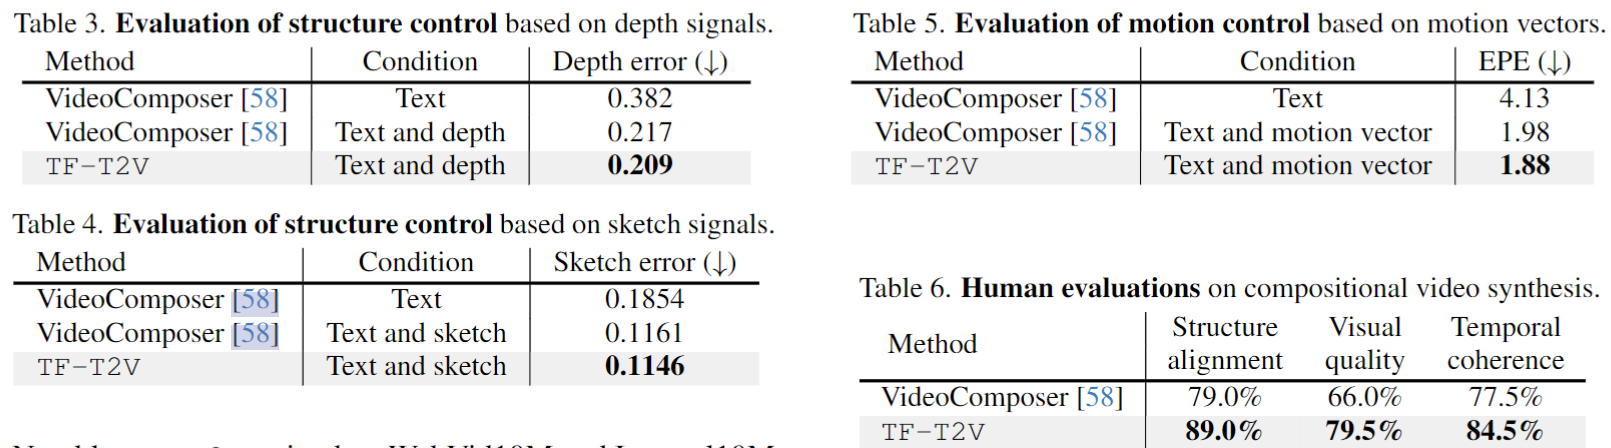 Table 3. Evaluation of structure control based on depth signals.
Method Condition Depth error (↓)
VideoComposer [58] Text 0.382
VideoComposer [58] Text and depth 0.217
TF-T2V Text and depth 0.209
Table 4. Evaluation of structure control based on sketch signals.
Method Condition Sketch error (↓)
VideoComposer [58] Text 0.1854
VideoComposer [58] Text and sketch 0.1161
TF-T2V Text and sketch 0.1146
Table 5. Evaluation of motion control based on motion vectors.
Method Condition EPE (↓)
VideoComposer [58] Text 4.13
VideoComposer [58] Text and motion vector 1.98
TF-T2V Text and motion vector 1.88
Table 6. Human evaluations on compositional video synthesis.
Method Structure alignment Visual quality Temporal coherence
VideoComposer [58] 79.0% 66.0% 77.5%
TF-T2V 89.0% 79.5% 84.5%